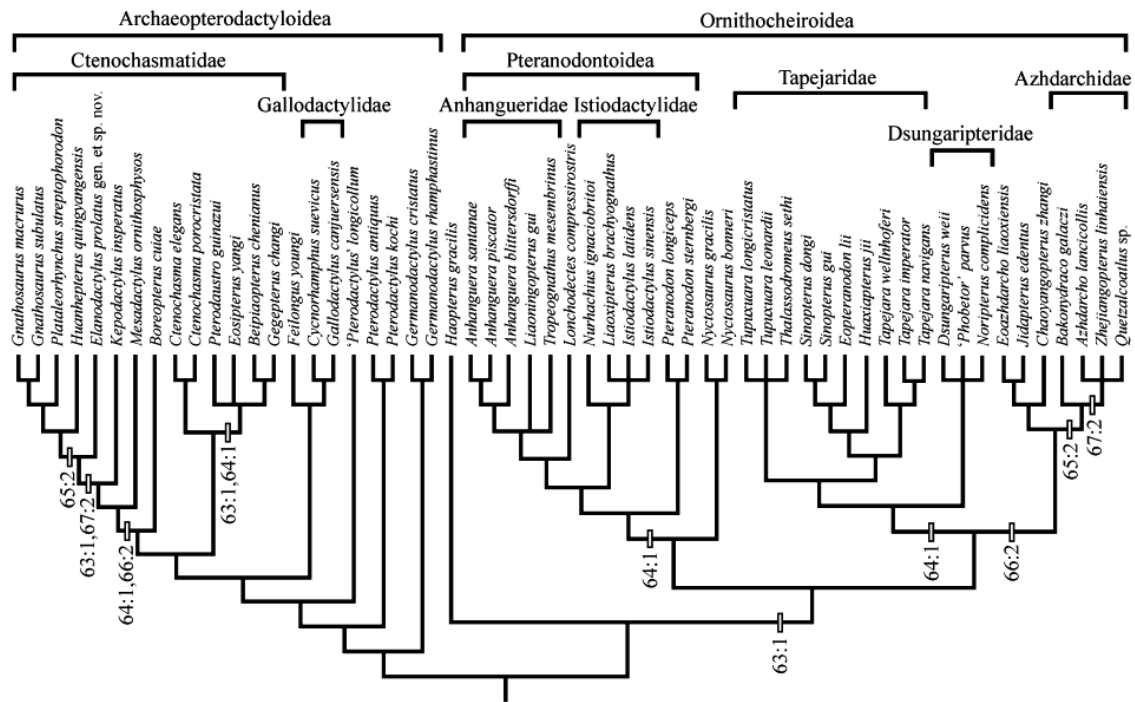 Archaeopterodactyloidea
Ornithocheiroidea
Ctenochasmatidae
Pteranodontoidea
Tapejaridae
Azhdarchidae
Gallodactylidae
Anhangueridae
Istiodactylidae
Dsungaripteridae
Gnathosaurus macrurus
Gnathosaurus subulatus
Plataleorhynchus streptophorodon
Huanhepterus quingyangensis
Elanodactylus prolatus gen. et sp. nov.
Kepodactylus insperatus
Mesadactylus ornithosphyos
Boreopterus cuiae
Ctenochasma elegans
Ctenochasma porocristata
Pterodaustro guinazui
Eosipterus yangi
Beipiaopterus chenianus
Gegepterus changi
Feilongus youngi
Cycnorhamphus suevicus
Gallodactylus canjuersensis
'Pterodactylus' longicollum
Pterodactylus antiquus
Pterodactylus kochi
Germanodactylus cristatus
Germanodactylus rhamphastinus
Haopterus gracilis
Anhanguera santanae
Anhanguera piscator
Anhanguera blittersdorffi
Liaoningopterus gui
Tropeognathus mesembrinus
Lonchodectes compressirostris
Nurhachius ignaciobritoi
Liaoxipterus brachyognathus
Istiodactylus latidens
Istiodactylus sinensis
Pteranodon longiceps
Pteranodon sternbergi
Nyctosaurus gracilis
Nyctosaurus bonneri
Tupuxuara longicristatus
Tupuxuara leonardii
Thalassodromeus sethi
Sinopterus dongi
Sinopterus gui
Eopteranodon lii
Huaxiapterus jii
Tapejara wellnhoferi
Tapejara imperator
Tapejara navigans
Dsungaripterus weii
'Phobetor' parvus
Noripterus complicidens
Eoazhdarcho liaoxiensis
Jidapterus edentus
Chaoyangopterus zhangi
Bakonydraco galaczi
Azhdarcho lancicollis
Zhejiangopterus linhaiensis
Quetzalcoatlus sp.
65:2
63:1,67:2
64:1,66:2
63:1,64:1
64:1
63:1
64:1
66:2
65:2
67:2